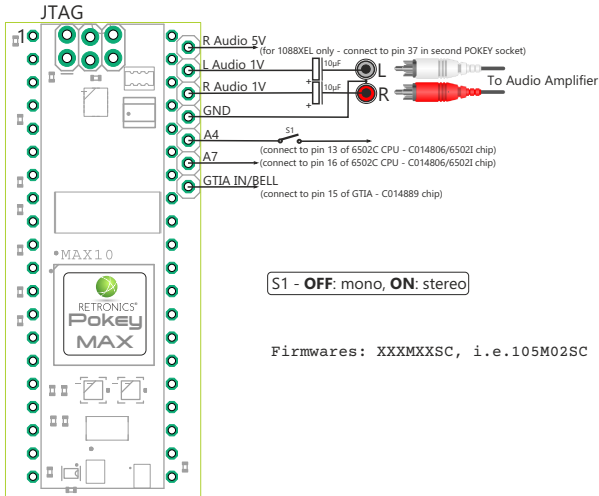 JTAG
1
R Audio 5V
(for 1088XEL only - connect to pin 37 in second POKEY socket)
L Audio 1V
10µF
L
R Audio 1V
10µF
R
To Audio Amplifier
+
+
GND
A4
S1
(connect to pin 13 of 6502C CPU - C014806/6502I chip)
A7
(connect to pin 16 of 6502C CPU - C014806/6502I chip)
GTIA IN/BELL
(connect to pin 15 of GTIA - C014889 chip)
MAX10
RETRONICS®
Pokey
MAX
S1 - OFF: mono, ON: stereo
Firmwares: XXXMXXSC, i.e.105M02SC